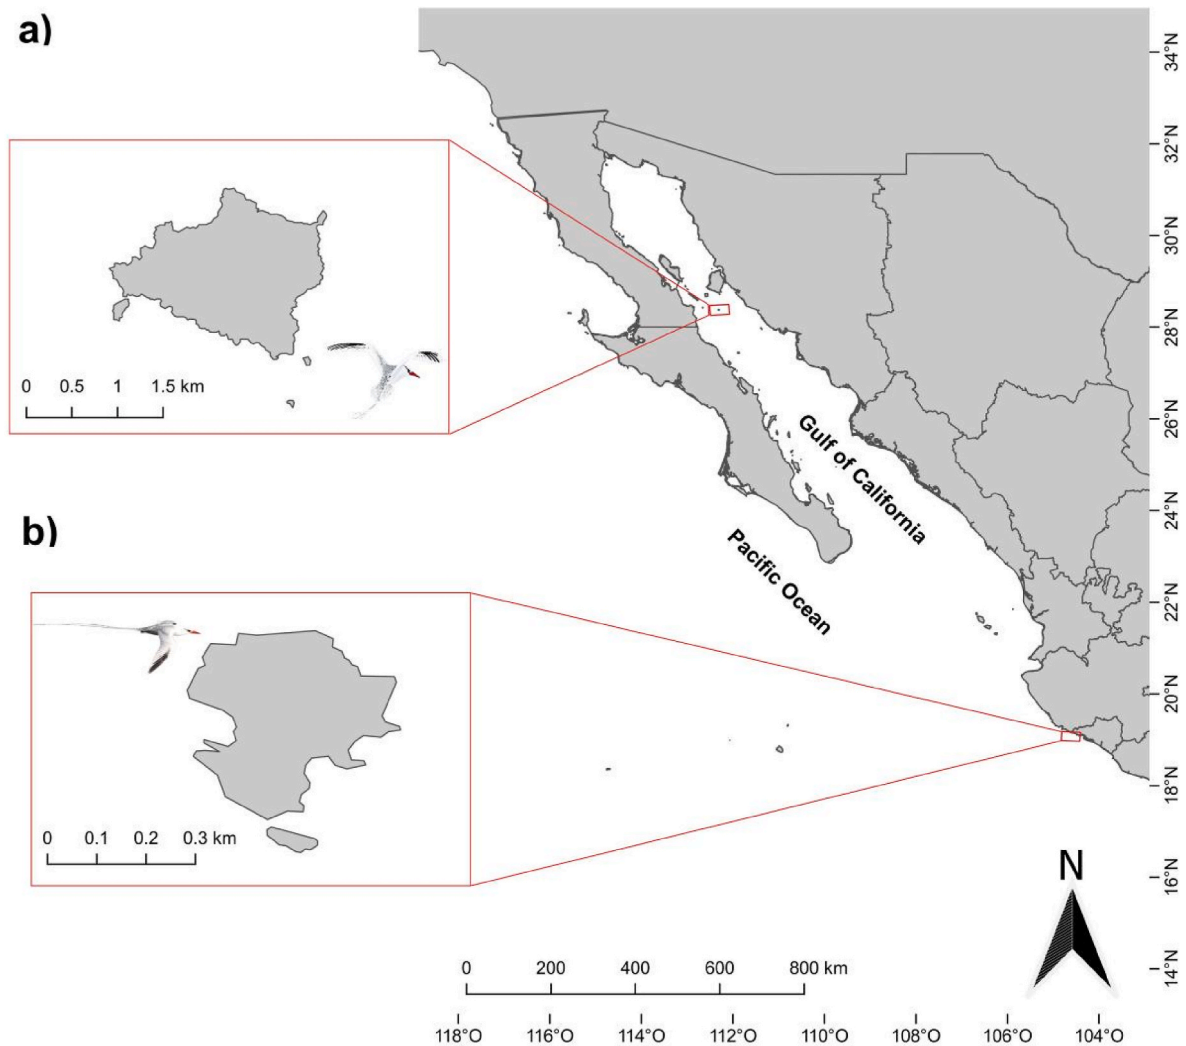 a)
0 0.5 1 1.5 km
b)
0 0.1 0.2 0.3 km
Gulf of California
Pacific Ocean
34°N
32°N
30°N
28°N
26°N
24°N
22°N
20°N
18°N
16°N
14°N
N
0 200 400 600 800 km
118°O 116°O 114°O 112°O 110°O 108°O 106°O 104°O